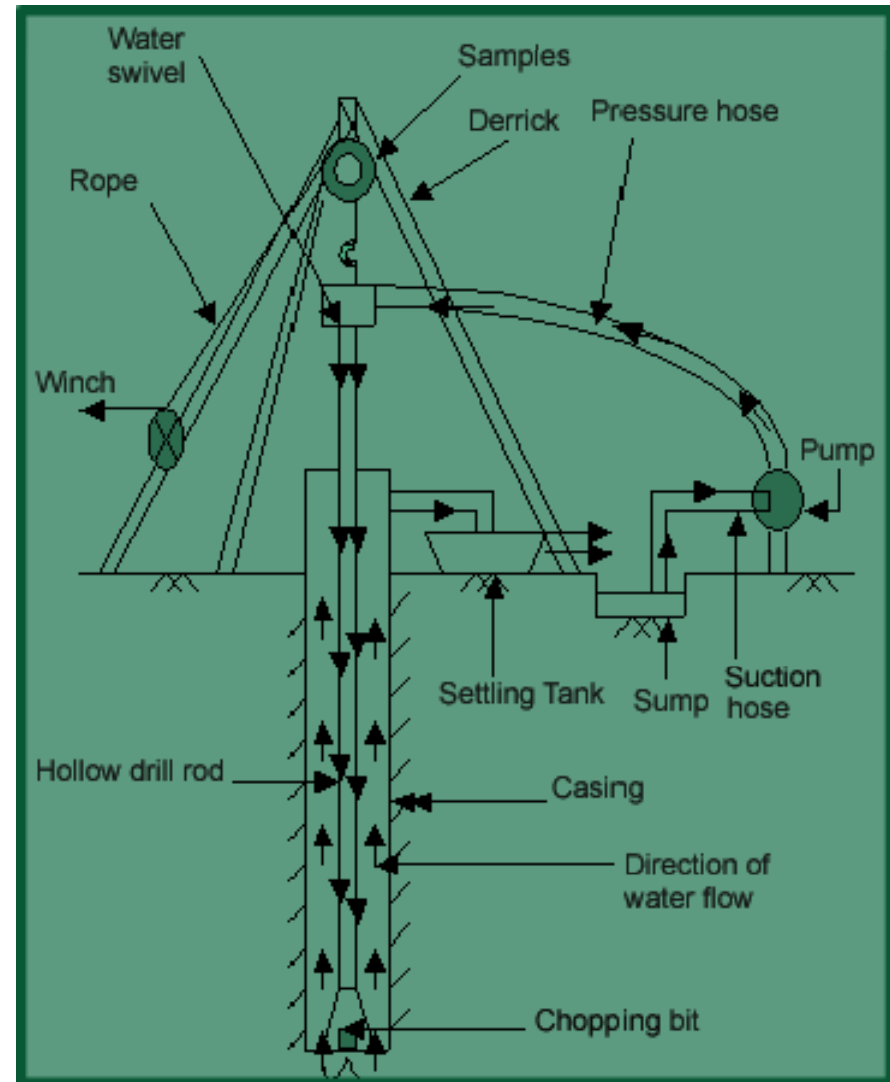 Water
swivel
Samples
Derrick
Pressure hose
Rope
Winch
Pump
Settling Tank
Sump
Suction
hose
Hollow drill rod
Casing
Direction of
water flow
Chopping bit